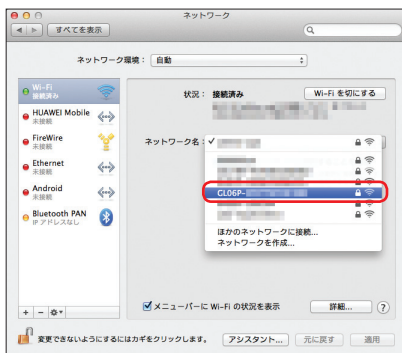 ネットワーク
すべてを表示
ネットワーク環境： 自動
Wi-Fi
接続済み
HUAWEI Mobile
未接続
FireWire
未接続
Ethernet
未接続
Android
未接続
Bluetooth PAN
IP アドレスなし
状況： 接続済み
Wi-Fi を切にする
ネットワーク名：
GL06P-
ほかのネットワークに接続...
ネットワークを作成...
メニューバーに Wi-Fi の状況を表示
詳細...
?
変更できないようにするにはカギをクリックします。
アシスタント...
元に戻す
適用